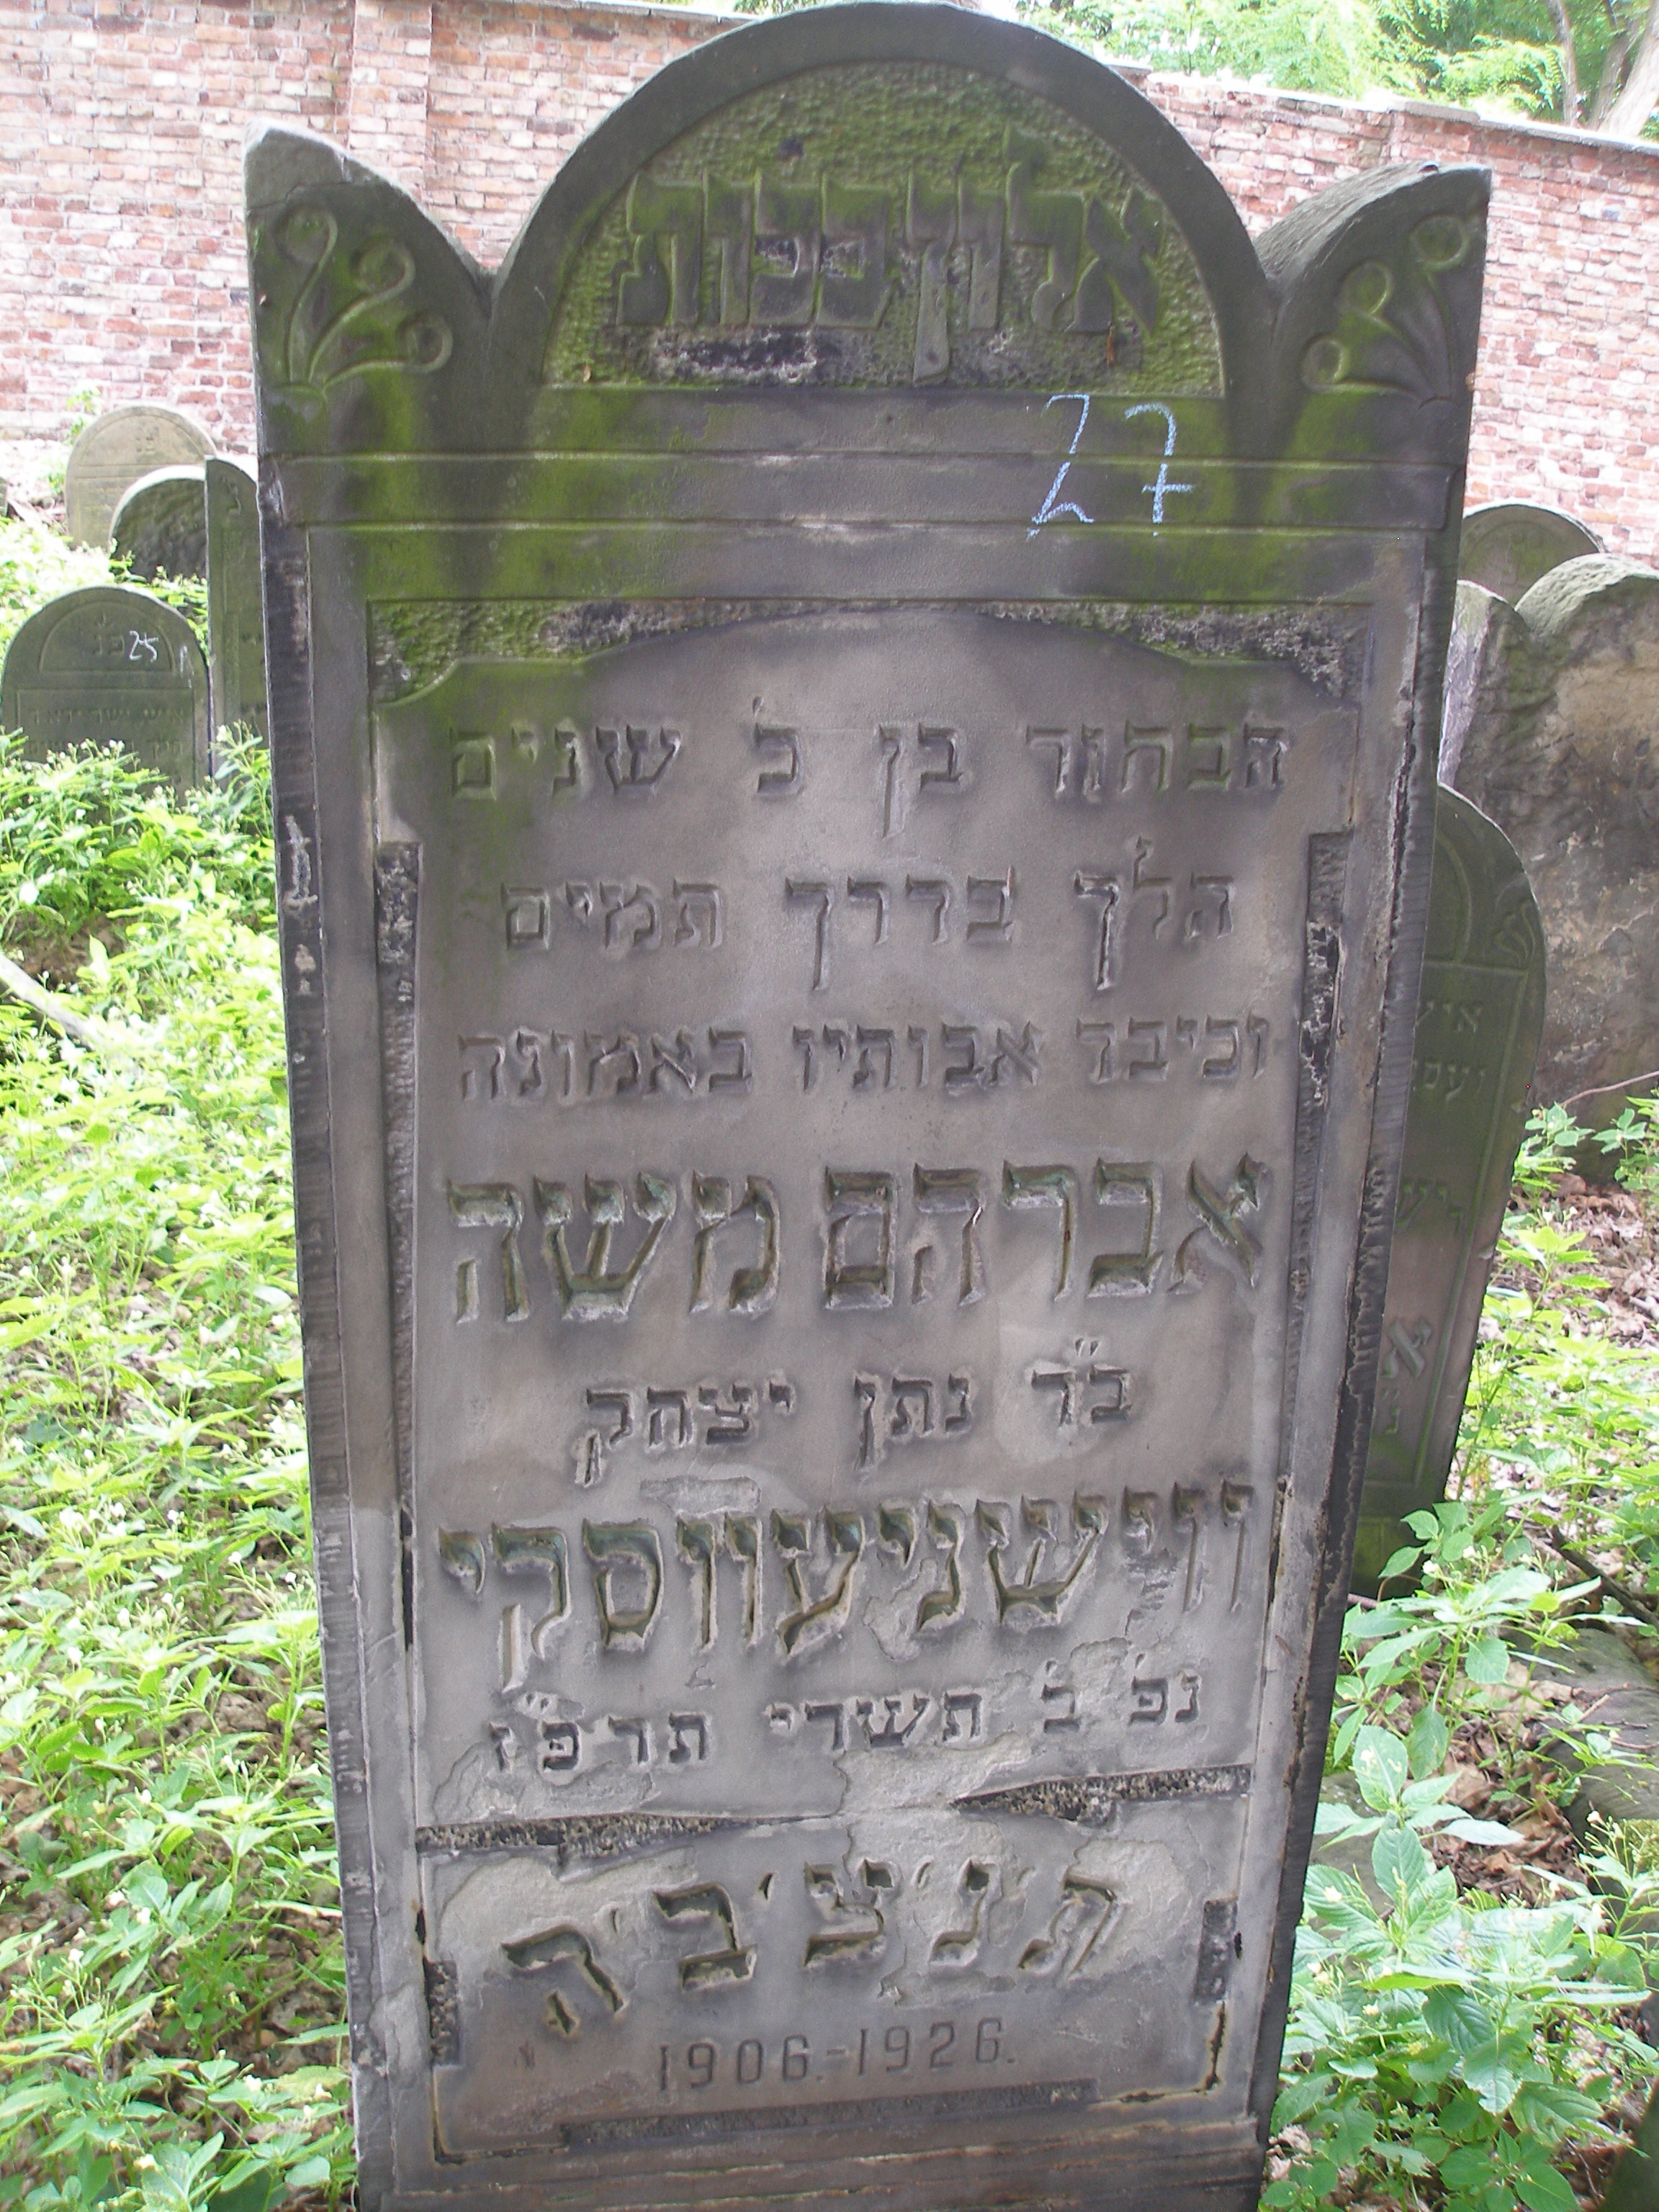 אלון בכות
27
הבחור בן כ' שנים
הלך בדרך תמים
וכיבד אבותיו באמונה
אברהם משה
ב"ר נתן יצחק
ווישניעווסקי
נפ' ב' תשרי תרפ"ז
ת'נ'צ'ב'ה
1906.-1926.
25